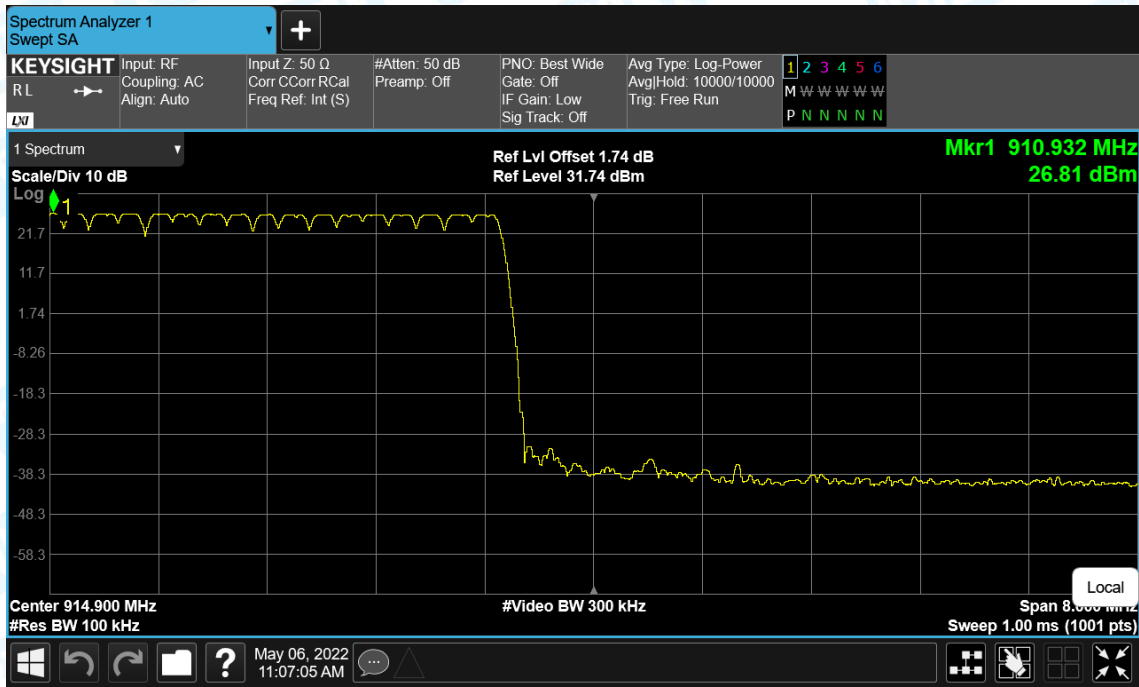 Spectrum Analyzer 1
Swept SA
+
KEYSIGHT
R L
LXI
Input: RF
Coupling: AC
Align: Auto
Input Z: 50 Ω
Corr CCorr RCal
Freq Ref: Int (S)
#Atten: 50 dB
Preamp: Off
PNO: Best Wide
Gate: Off
IF Gain: Low
Sig Track: Off
Avg Type: Log-Power
Avg|Hold: 10000/10000
Trig: Free Run
1 2 3 4 5 6
M W W W W W
P N N N N N
1 Spectrum
Scale/Div 10 dB
Ref Lvl Offset 1.74 dB
Ref Level 31.74 dBm
Mkr1 910.932 MHz
26.81 dBm
Log
1
21.7
11.7
1.74
-8.26
-18.3
-28.3
-38.3
-48.3
-58.3
Local
Center 914.900 MHz
#Video BW 300 kHz
Span 8.000 MHz
#Res BW 100 kHz
Sweep 1.00 ms (1001 pts)
?
May 06, 2022
11:07:05 AM